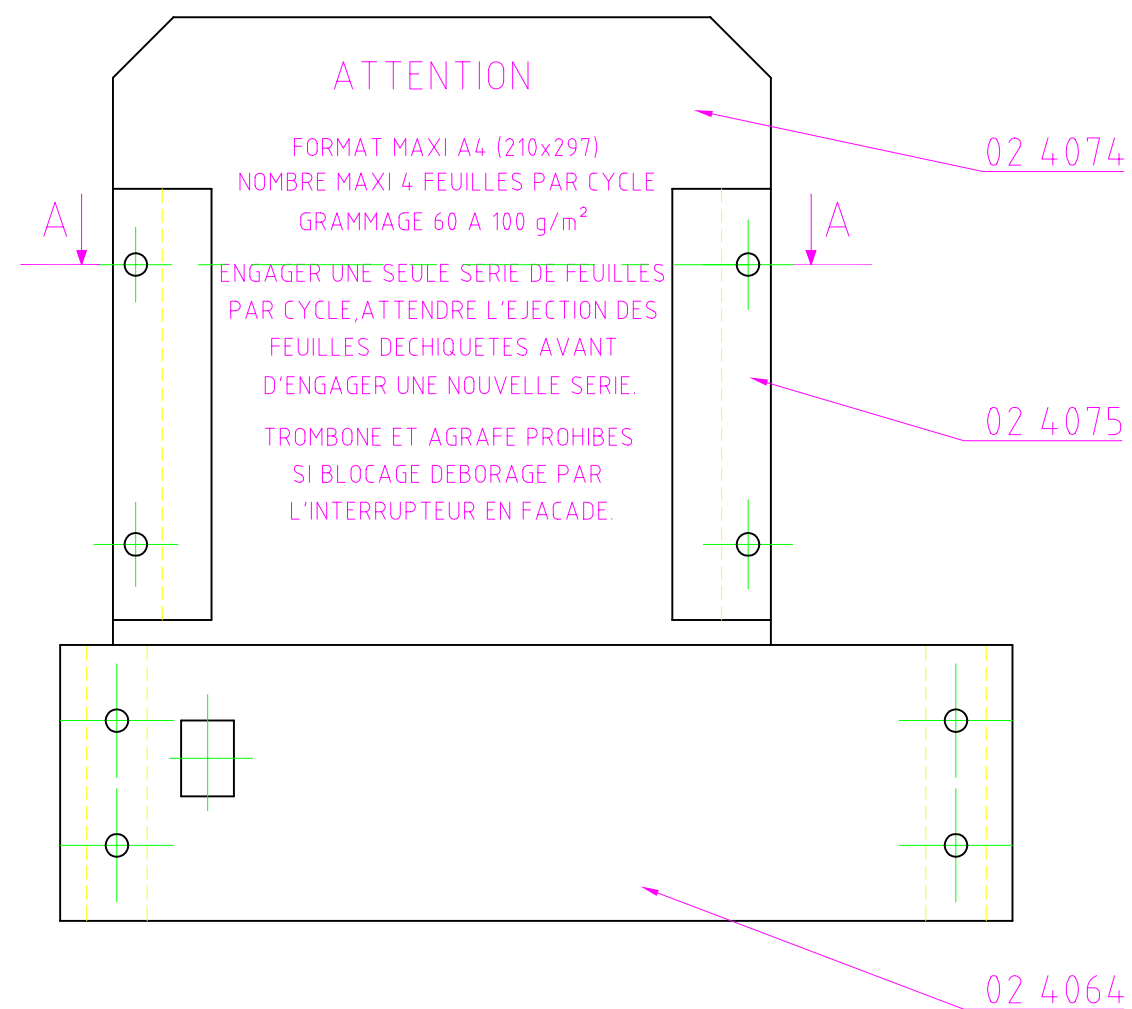 ATTENTION
FORMAT MAXI A4 (210x297)
NOMBRE MAXI 4 FEUILLES PAR CYCLE
GRAMMAGE 60 A 100 g/m²
ENGAGER UNE SEULE SERIE DE FEUILLES
PAR CYCLE,ATTENDRE L'EJECTION DES
FEUILLES DECHIQUETES AVANT
D'ENGAGER UNE NOUVELLE SERIE.
TROMBONE ET AGRAFE PROHIBES
SI BLOCAGE DEBORAGE PAR
L'INTERRUPTEUR EN FACADE.
A
A
02 4074
02 4075
02 4064